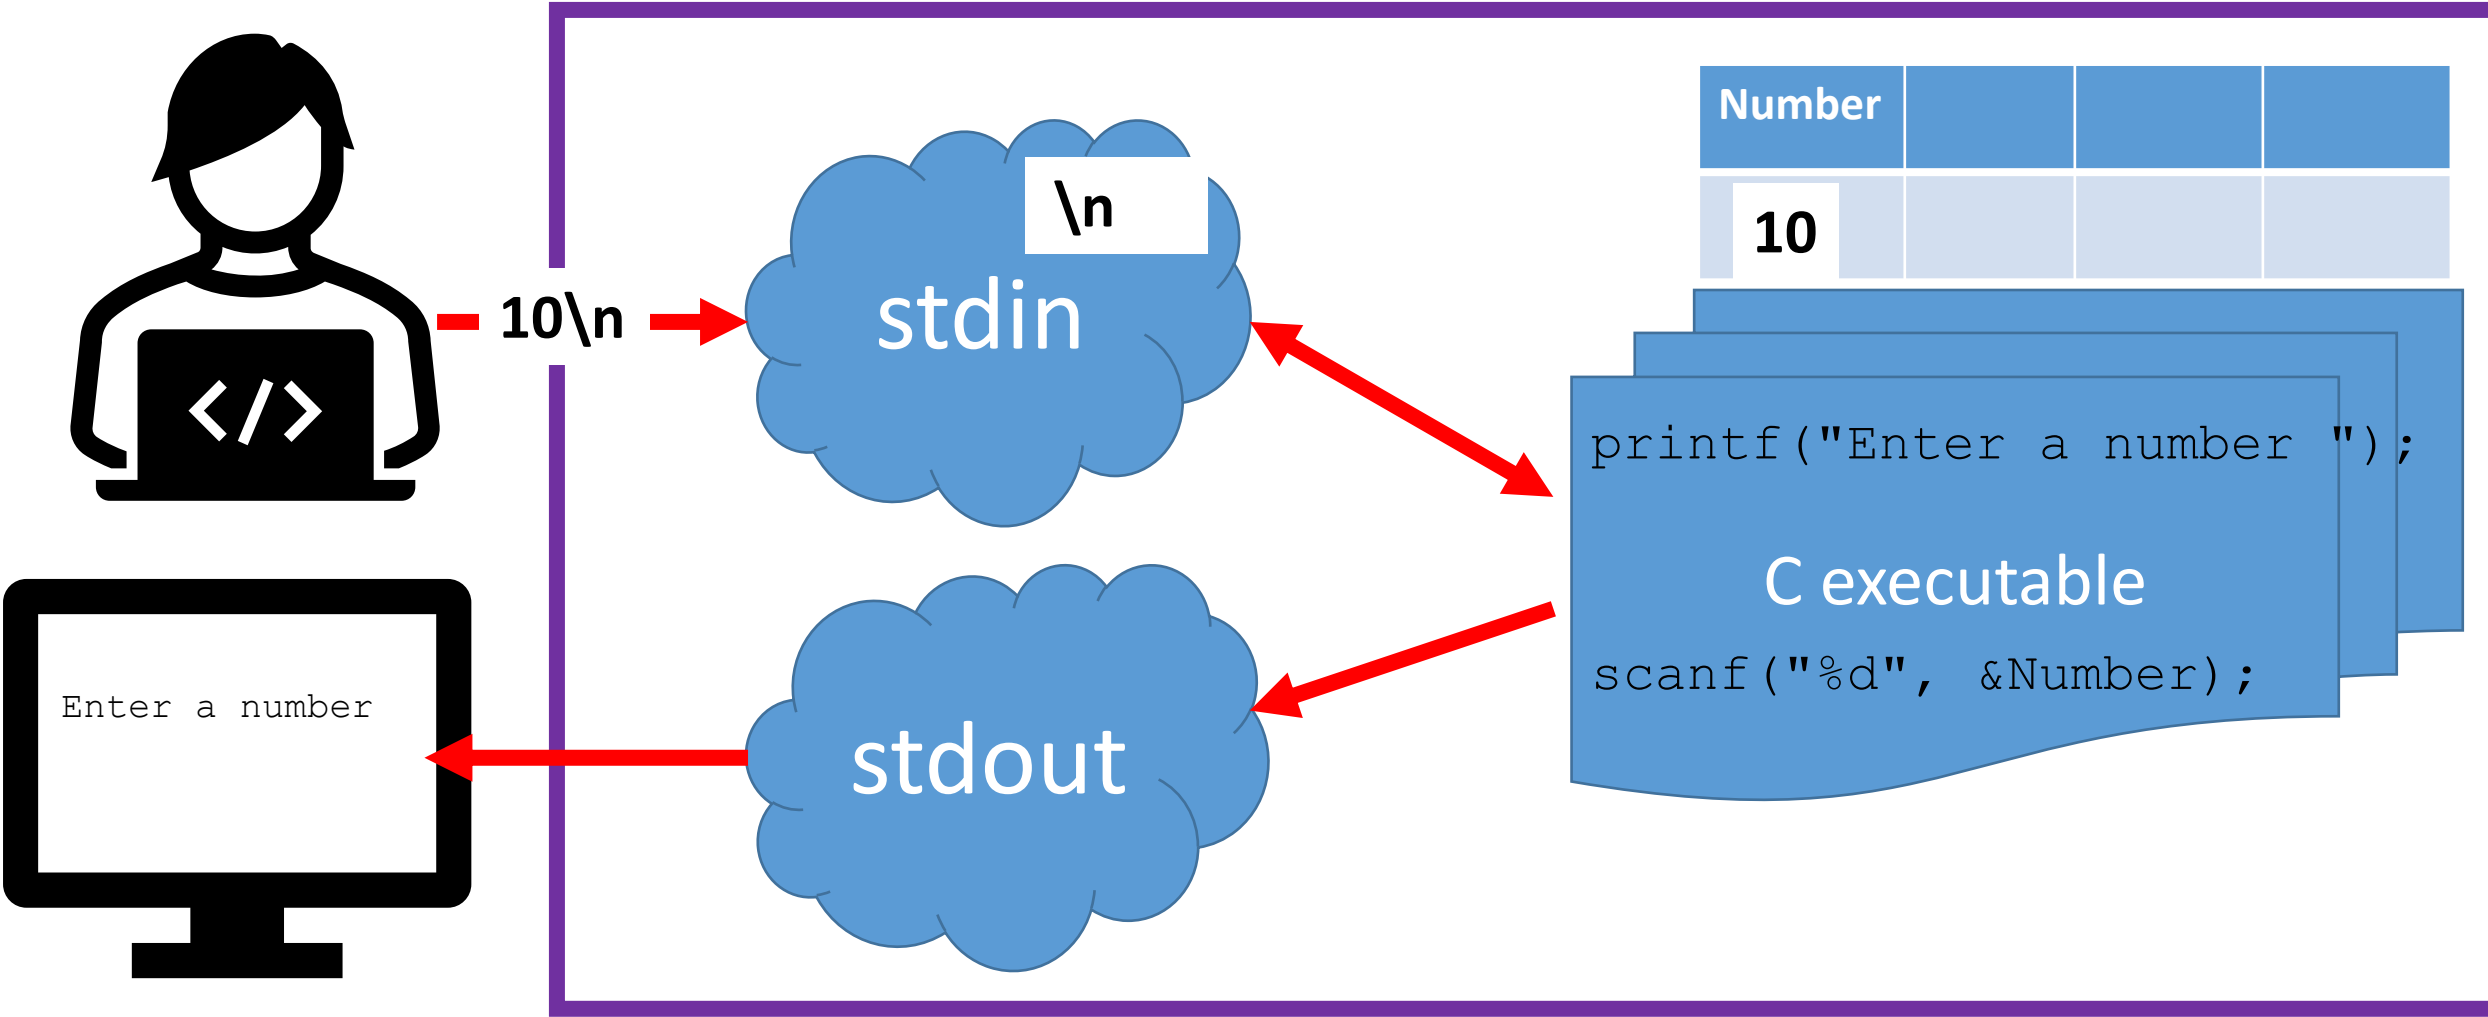 Number
10
\n
10\n
stdin
printf("Enter a number ");
C executable
scanf("%d", &Number);
Enter a number
stdout